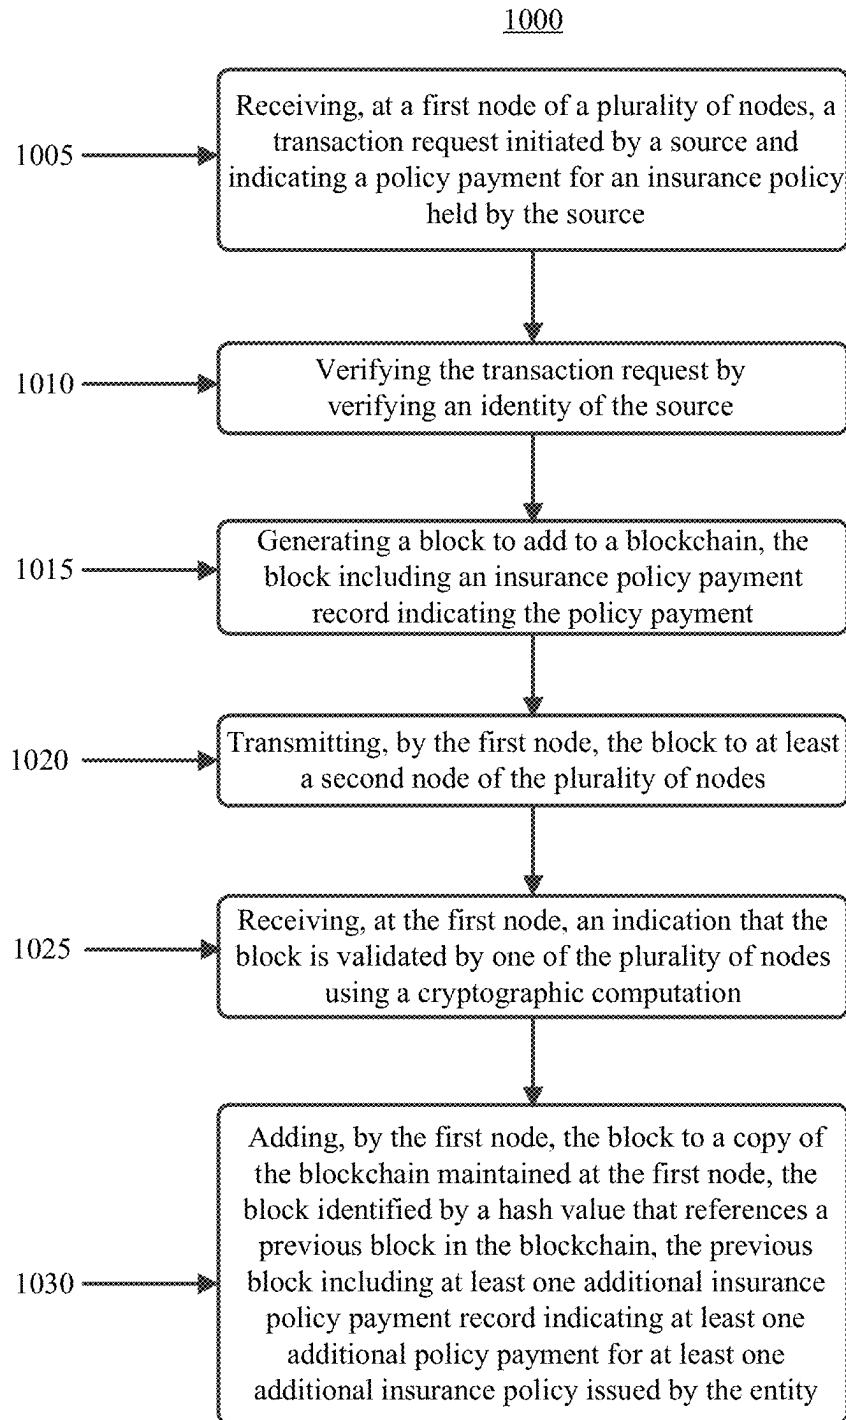 1000
1005
Receiving, at a first node of a plurality of nodes, a
transaction request initiated by a source and
indicating a policy payment for an insurance policy
held by the source
1010
Verifying the transaction request by
verifying an identity of the source
1015
Generating a block to add to a blockchain, the
block including an insurance policy payment
record indicating the policy payment
1020
Transmitting, by the first node, the block to at least
a second node of the plurality of nodes
1025
Receiving, at the first node, an indication that the
block is validated by one of the plurality of nodes
using a cryptographic computation
1030
Adding, by the first node, the block to a copy of
the blockchain maintained at the first node, the
block identified by a hash value that references a
previous block in the blockchain, the previous
block including at least one additional insurance
policy payment record indicating at least one
additional policy payment for at least one
additional insurance policy issued by the entity